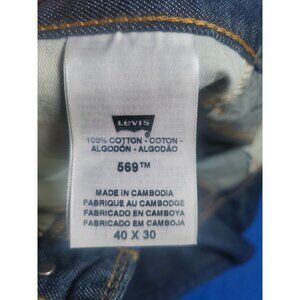 Levi's
100% COTTON - COTON -
ALGODÓN - ALGODÃO
569™
MADE IN CAMBODIA
FABRIQUE AU CAMBODGE
FABRICADO EN CAMBOYA
FABRICADO EM CAMBOJA
40 X 30